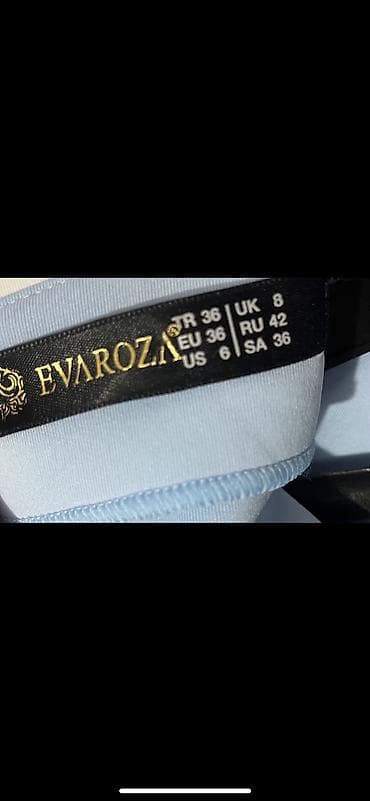 EVAROZA®
TR 36 | UK 8
EU 36 | RU 42
US 6 | SA 36